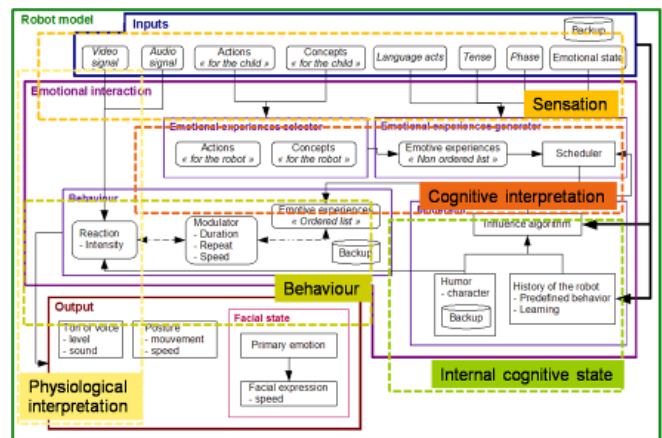 Robot model
Inputs
Backup
Video signal
Audio signal
Actions
« for the child »
Concepts
« for the child »
Language acts
Tense
Phase
Emotional state
Emotional interaction
Sensation
Emotional experiences selector
Emotional experiences generator
Actions
« for the robot »
Concepts
« for the robot »
Emotive experiences
« Non ordered list »
Scheduler
Cognitive interpretation
Behaviour
Emotive experiences
« Ordered list »
Reaction
- Intensity
Modulator
- Duration
- Repeat
- Speed
Backup
Influence algorithm
Behaviour
Humor
- character
Backup
History of the robot
- Predefined behavior
- Learning
Output
Ton of voice
- level
- sound
Posture
- mouvement
- speed
Facial state
Primary emotion
Facial expression
- speed
Physiological
interpretation
Internal cognitive state